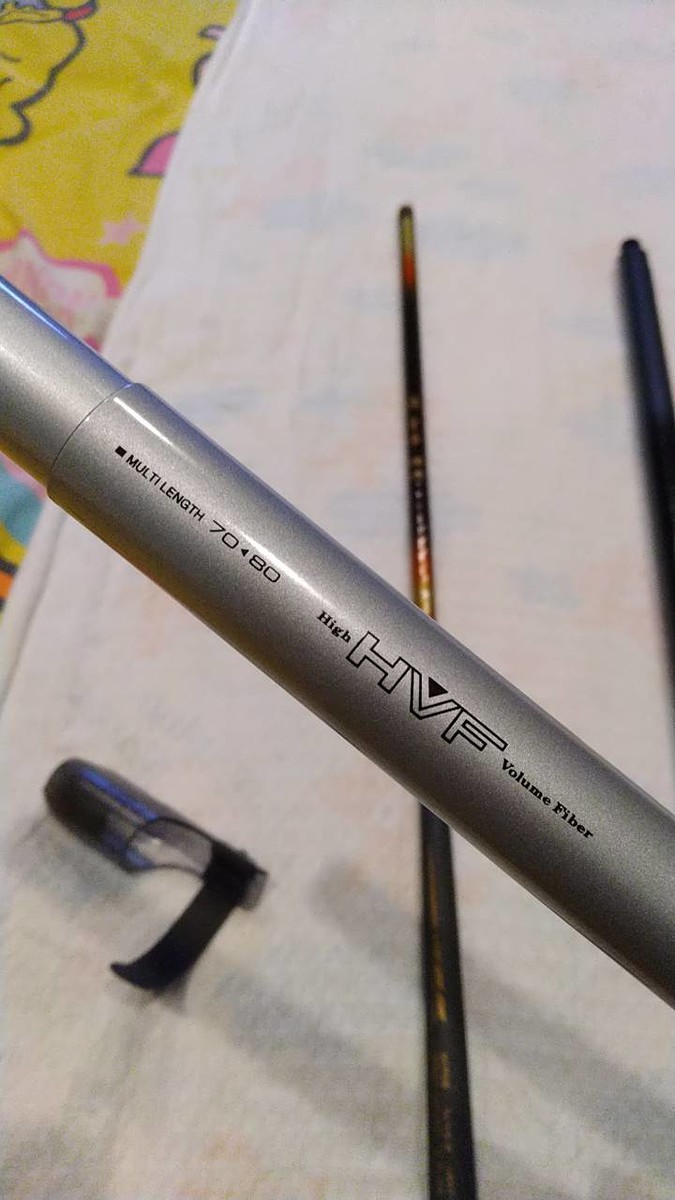 ■ MULTI LENGTH 70◂80
High HVF Volume Fiber